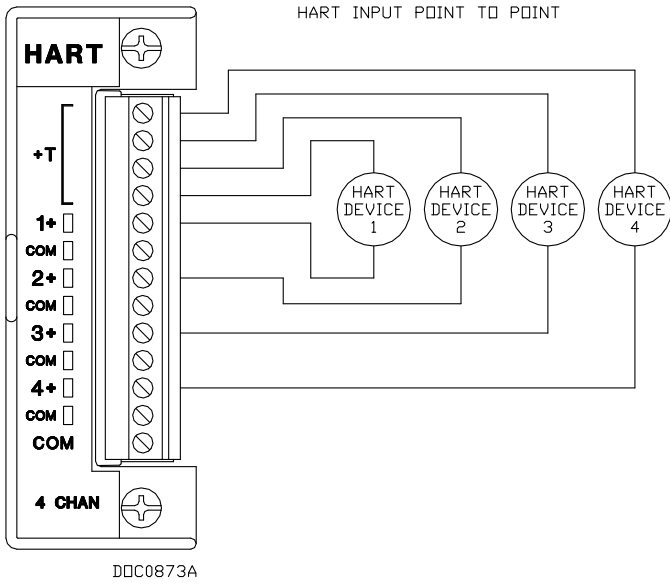 HART INPUT POINT TO POINT
HART
+T
1+
COM
2+
COM
3+
COM
4+
COM
COM
4 CHAN
HART
DEVICE
1
HART
DEVICE
2
HART
DEVICE
3
HART
DEVICE
4
DOC0873A